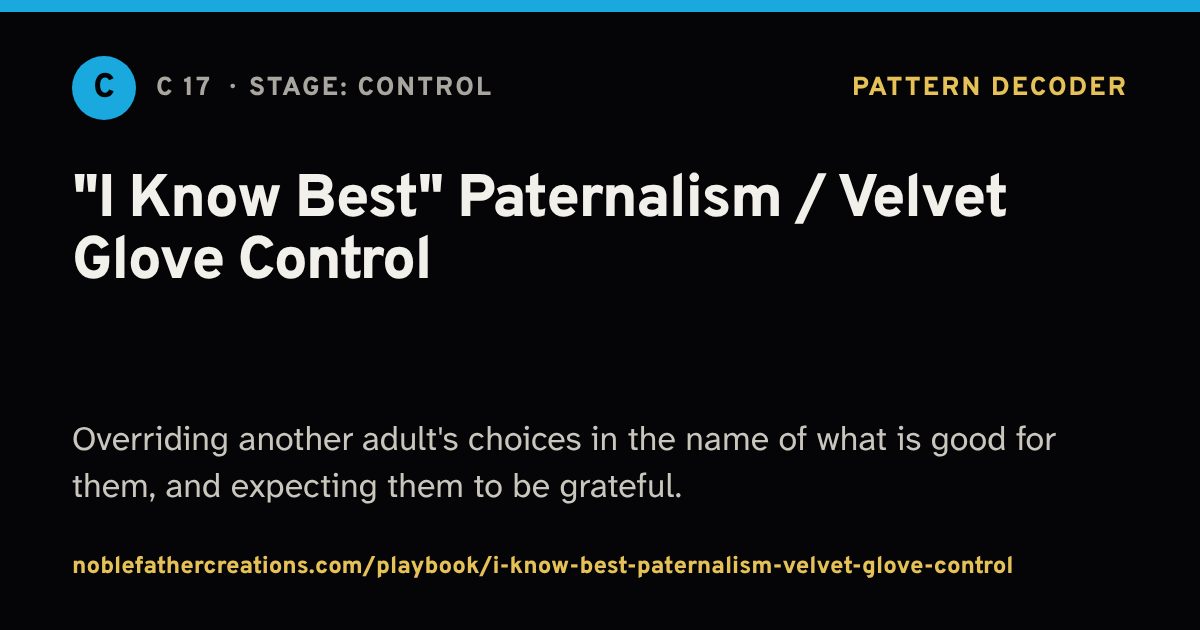 C
C 17 · STAGE: CONTROL
PATTERN DECODER
"I Know Best" Paternalism / Velvet
Glove Control
Overriding another adult's choices in the name of what is good for
them, and expecting them to be grateful.
noblefathercreations.com/playbook/i-know-best-paternalism-velvet-glove-control